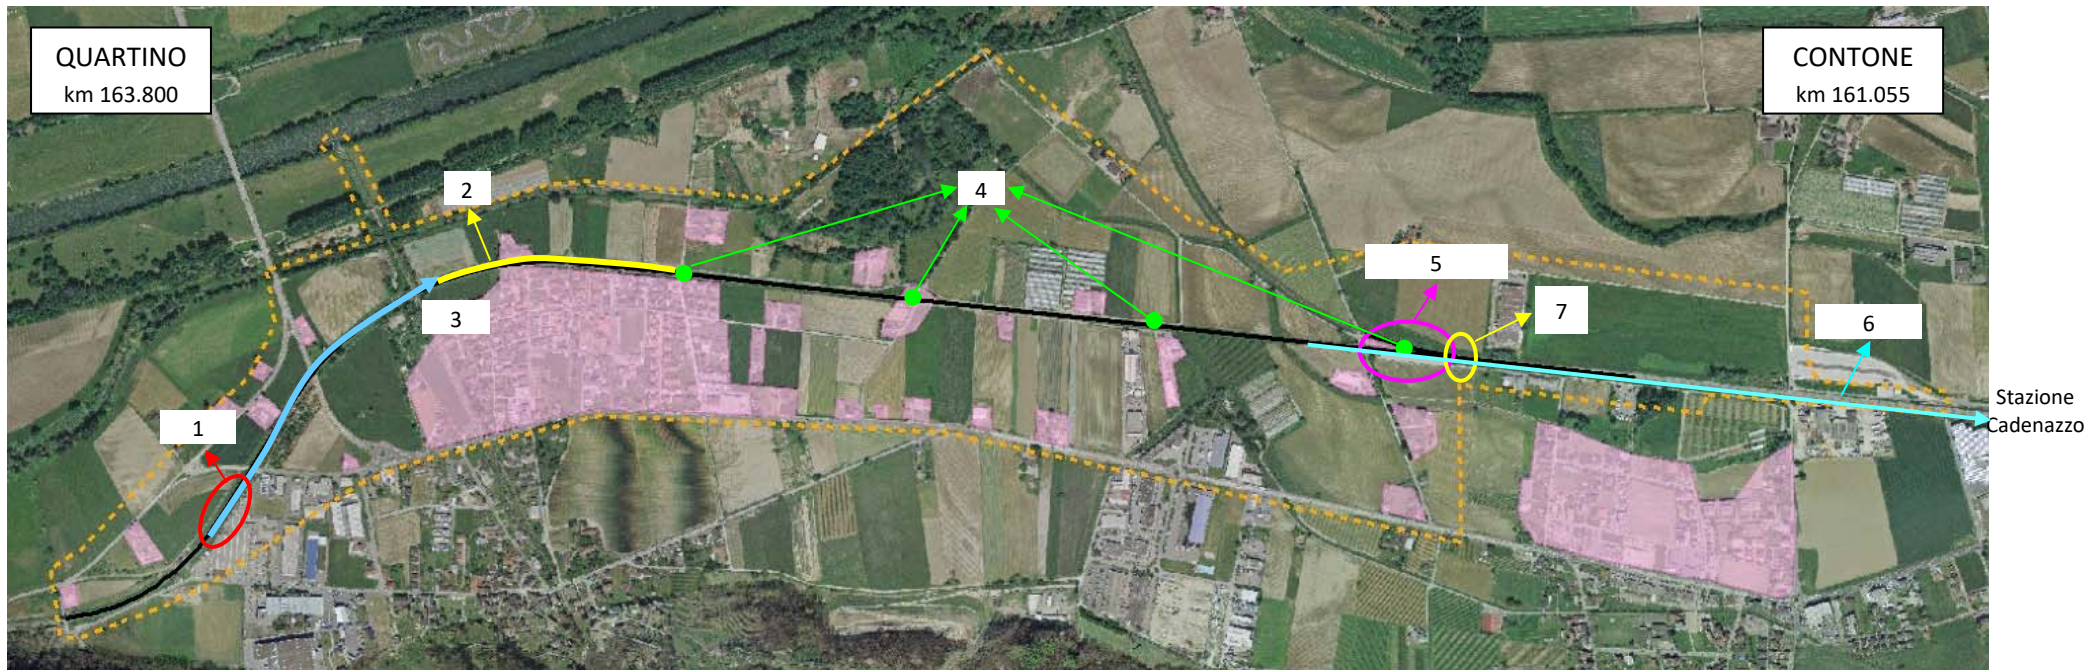 QUARTINO
km 163.800
CONTONE
km 161.055
2
4
3
5
7
6
1
Stazione
Cadenazzo